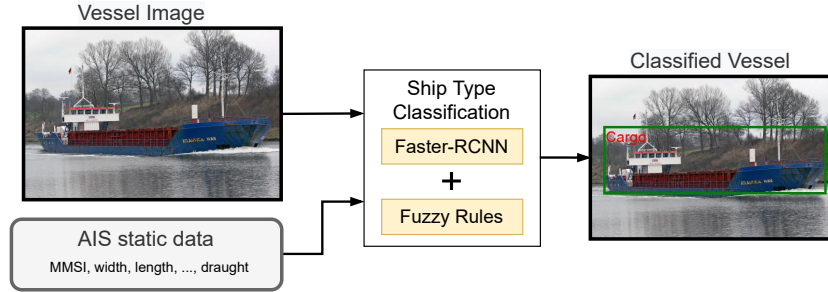 Vessel Image
AIS static data
MMSI, width, length, ..., draught
Ship Type
Classification
Faster-RCNN
+
Fuzzy Rules
Classified Vessel
Cargo